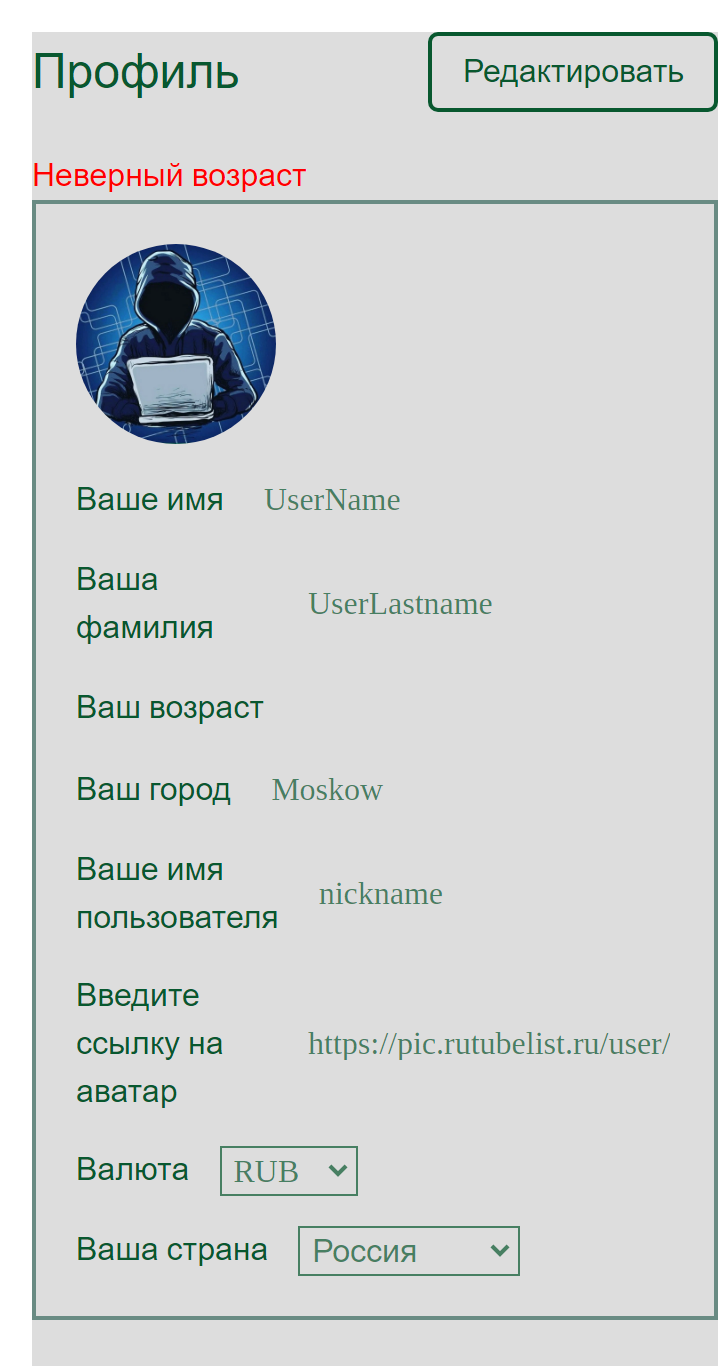 Профиль
Редактировать
Неверный возраст
Ваше имя
UserName
Ваша
фамилия
UserLastname
Ваш возраст
Ваш город
Moskow
Ваше имя
пользователя
nickname
Введите
ссылку на
аватар
https://pic.rutubelist.ru/user/
Валюта
RUB
Ваша страна
Россия